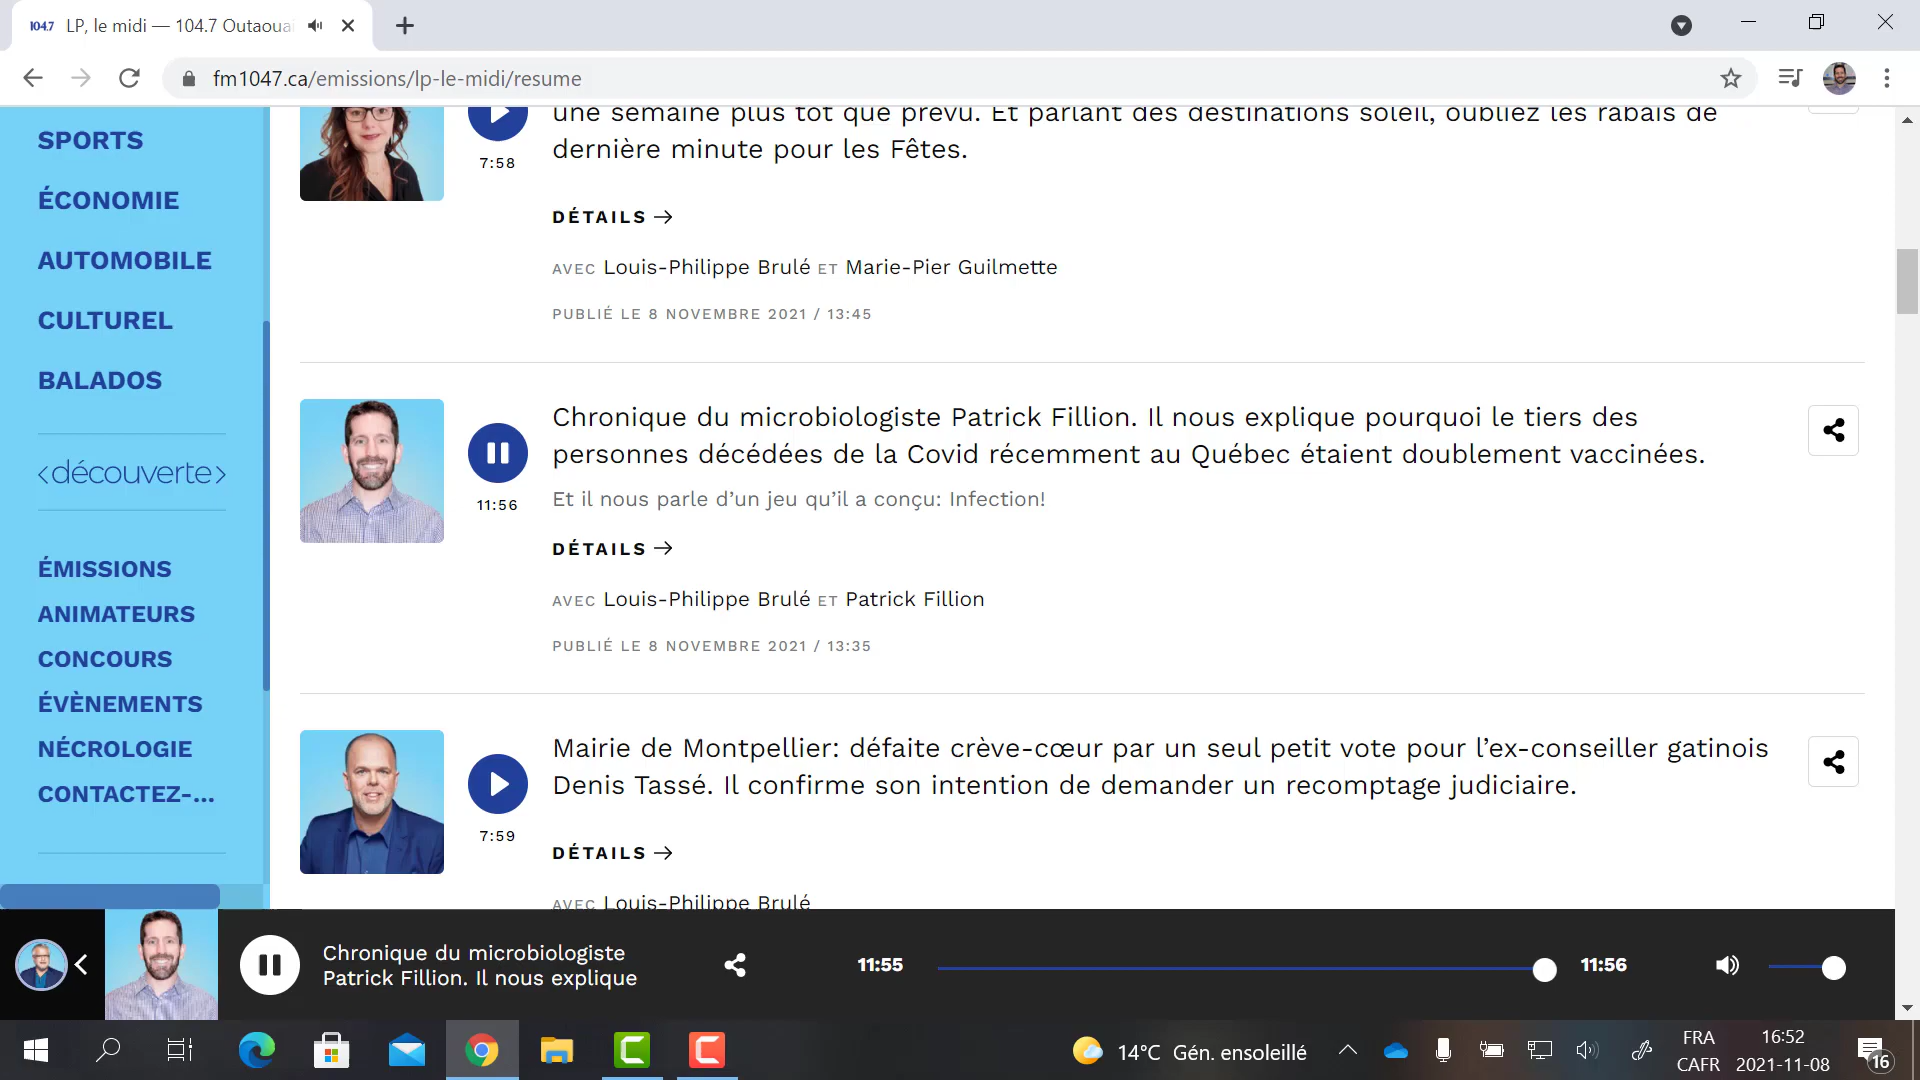 104.7 LP, le midi — 104.7 Outaouai
fm1047.ca/emissions/lp-le-midi/resume
SPORTS
ÉCONOMIE
AUTOMOBILE
CULTUREL
BALADOS
<découverte>
ÉMISSIONS
ANIMATEURS
CONCOURS
ÉVÈNEMENTS
NÉCROLOGIE
CONTACTEZ-...
une semaine plus tôt que prévu. Et parlant des destinations soleil, oubliez les rabais de
dernière minute pour les Fêtes.
7:58
DÉTAILS →
AVEC Louis-Philippe Brulé ET Marie-Pier Guilmette
PUBLIÉ LE 8 NOVEMBRE 2021 / 13:45
Chronique du microbiologiste Patrick Fillion. Il nous explique pourquoi le tiers des
personnes décédées de la Covid récemment au Québec étaient doublement vaccinées.
11:56
Et il nous parle d’un jeu qu’il a conçu: Infection!
DÉTAILS →
AVEC Louis-Philippe Brulé ET Patrick Fillion
PUBLIÉ LE 8 NOVEMBRE 2021 / 13:35
Mairie de Montpellier: défaite crève-cœur par un seul petit vote pour l’ex-conseiller gatinois
Denis Tassé. Il confirme son intention de demander un recomptage judiciaire.
7:59
DÉTAILS →
AVEC Louis-Philippe Brulé
Chronique du microbiologiste
Patrick Fillion. Il nous explique
11:55
11:56
14°C Gén. ensoleillé
FRA
CAFR
16:52
2021-11-08
16